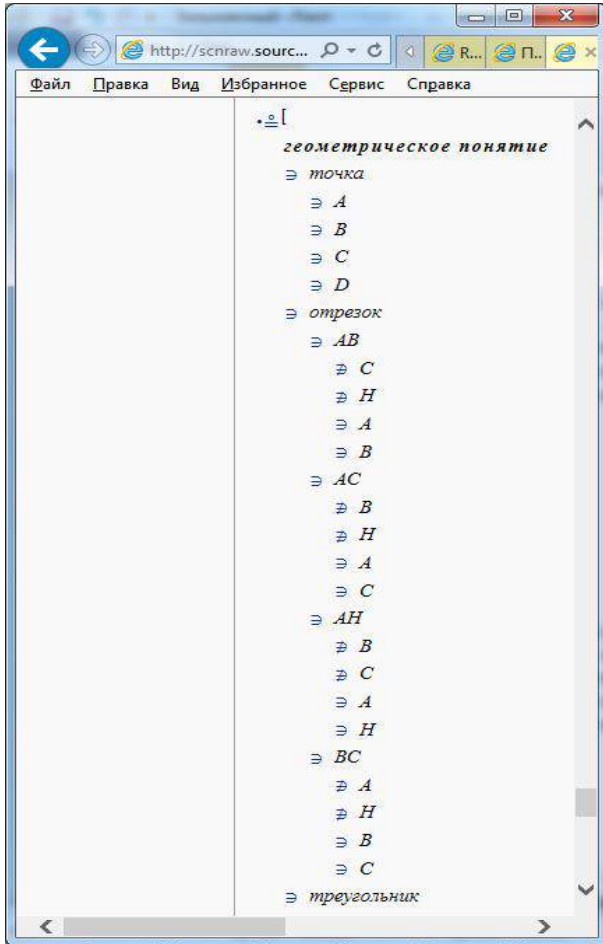 http://scnraw.sourc...
R...
П..
Файл Правка Вид Избранное Сервис Справка
•≗[
геометрическое понятие
∋ точка
∋ A
∋ B
∋ C
∋ D
∋ отрезок
∋ AB
∌ C
∌ H
∋ A
∋ B
∋ AC
∌ B
∌ H
∋ A
∋ C
∋ AH
∌ B
∌ C
∋ A
∋ H
∋ BC
∌ A
∌ H
∋ B
∋ C
∋ треугольник